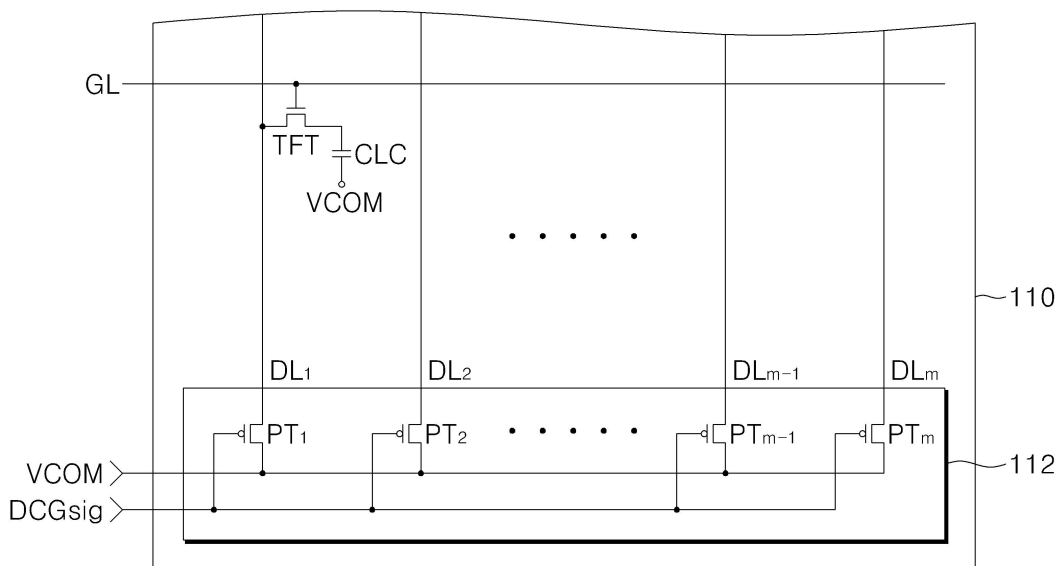 GL
TFT
CLC
VCOM
110
DL₁ DL₂ DLₘ₋₁ DLₘ
PT₁ PT₂ PTₘ₋₁ PTₘ
VCOM
112
DCGsig